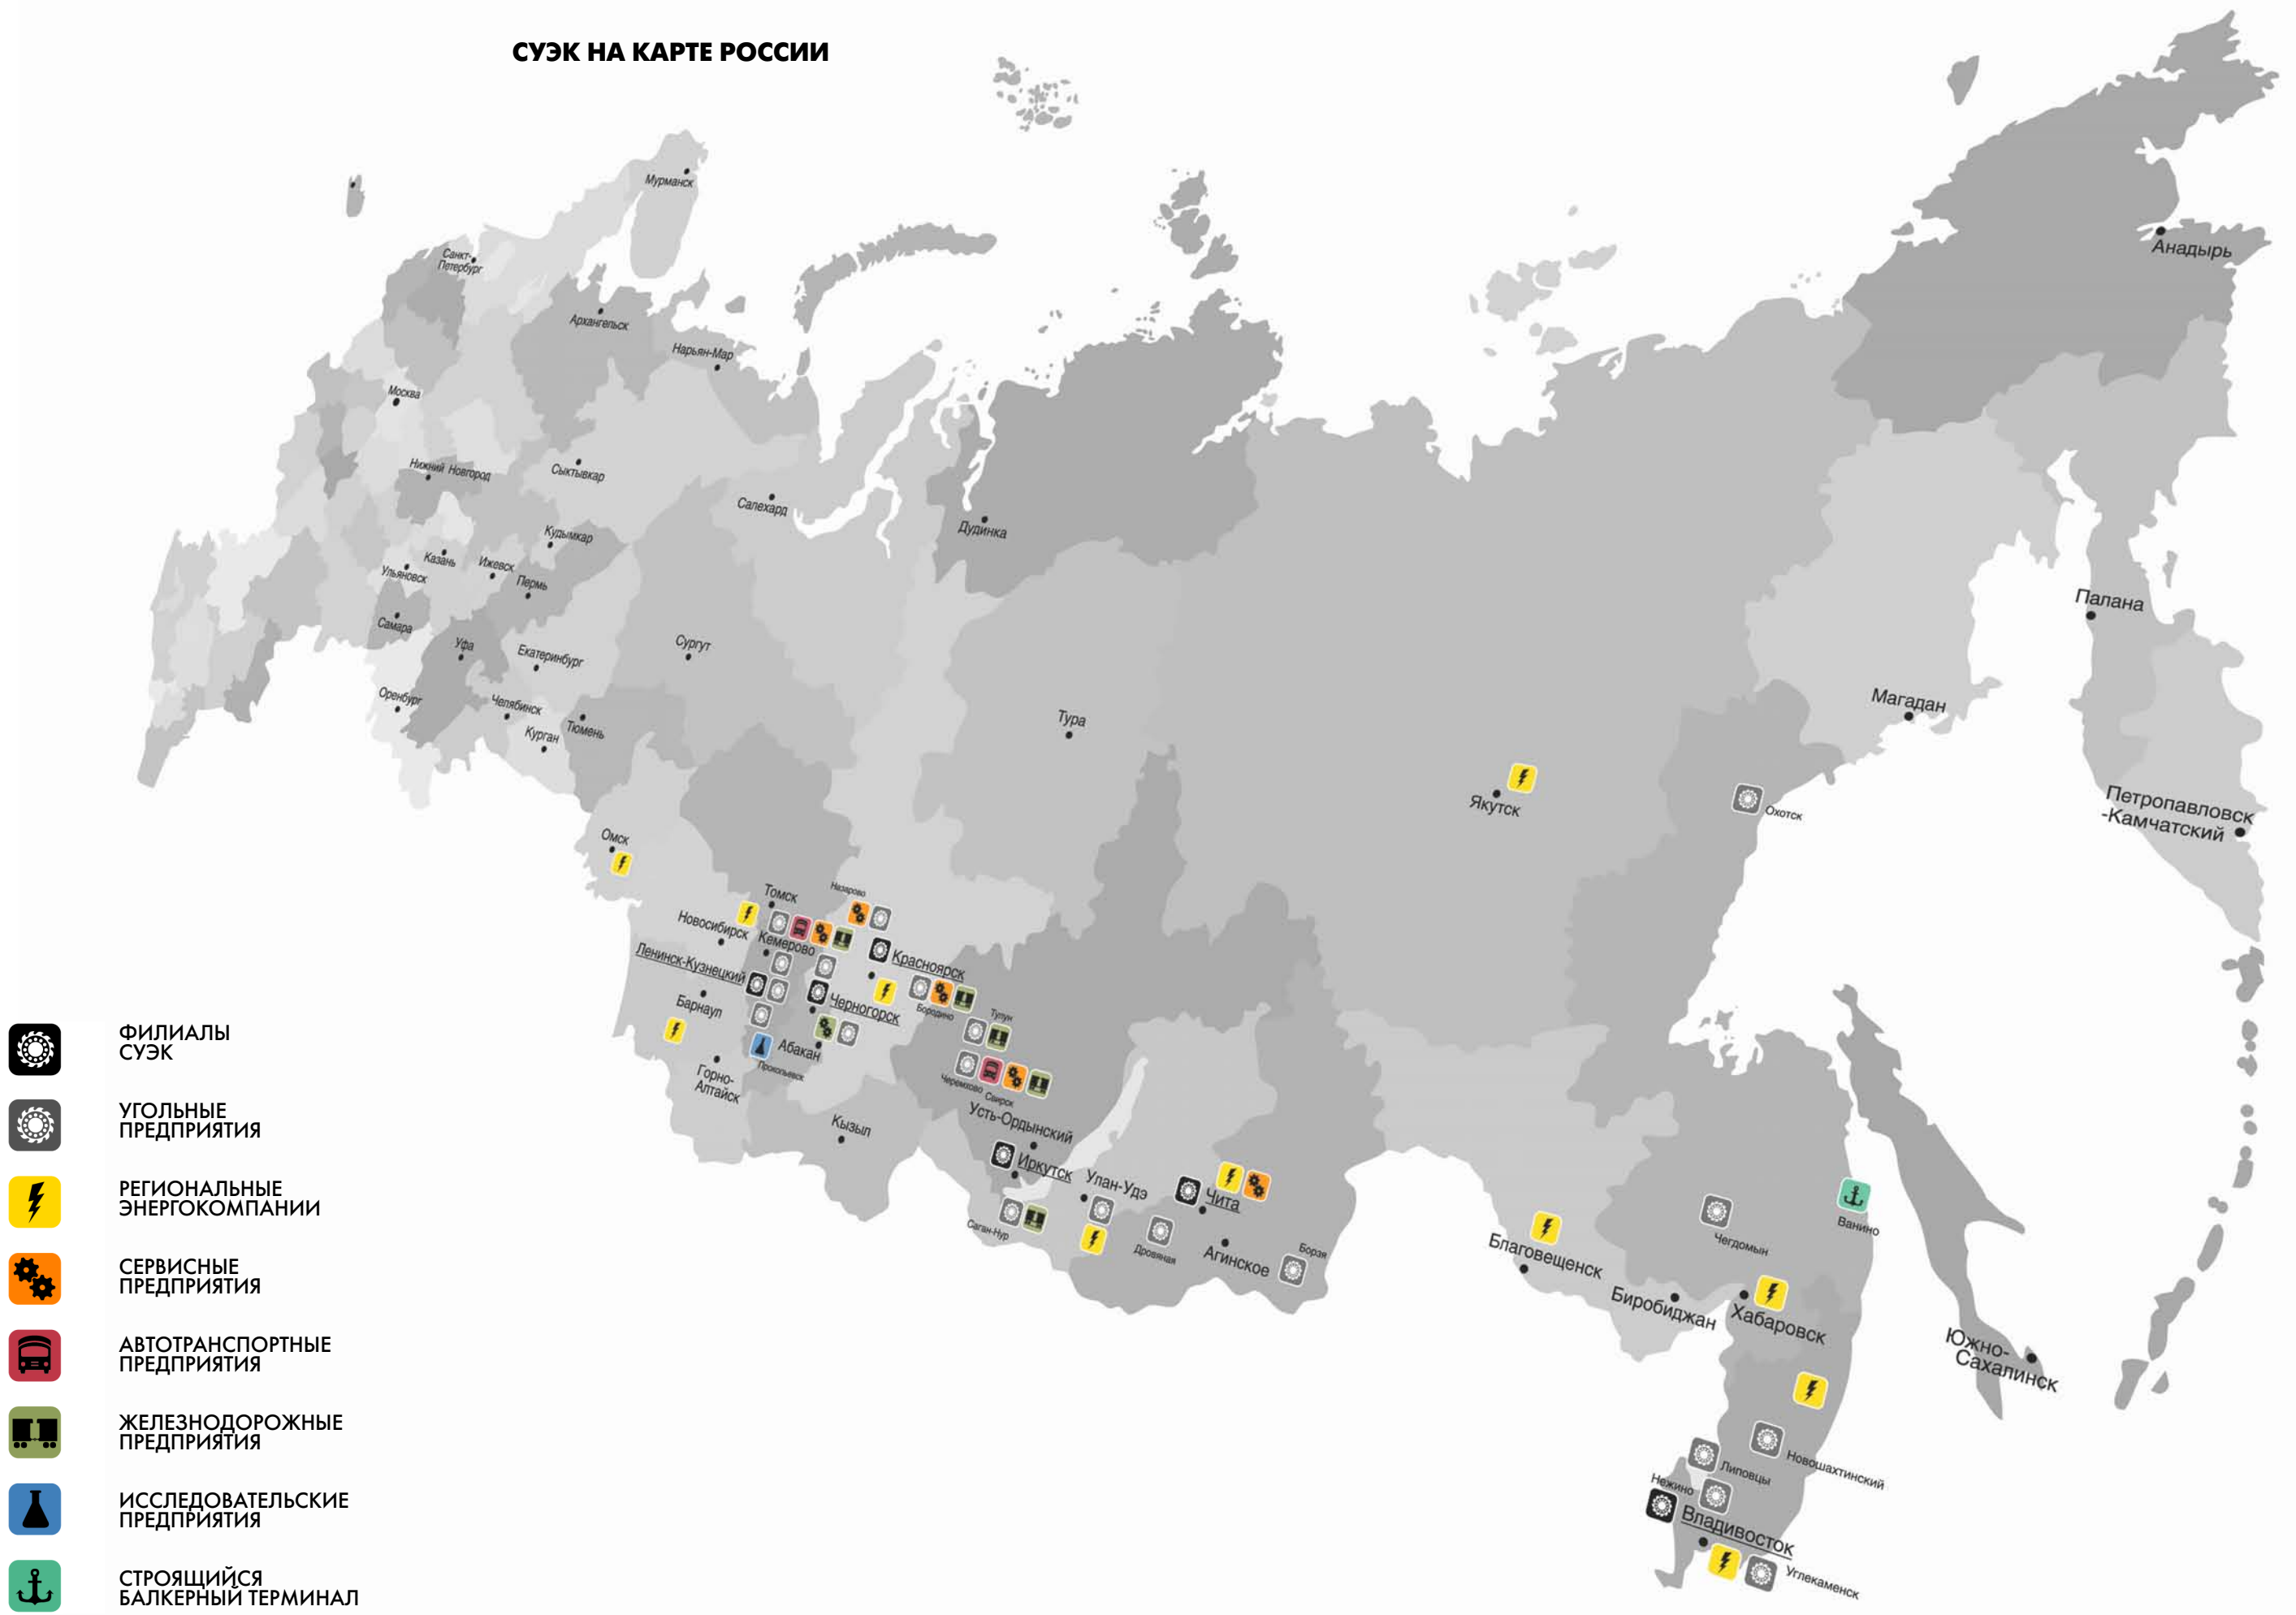 СУЭК НА КАРТЕ РОССИИ
Мурманск
Санкт-
Петербург
Архангельск
Нарьян-Мар
Москва
Нижний Новгород
Сыктывкар
Салехард
Дудинка
Анадырь
Кудымкар
Казань
Ижевск
Ульяновск
Пермь
Самара
Уфа
Екатеринбург
Сургут
Оренбург
Челябинск
Курган
Тюмень
Тура
Палана
Магадан
Якутск
Охотск
Петропавловск
-Камчатский
Омск
Томск
Назарово
Новосибирск
Кемерово
Ленинск-Кузнецкий
Красноярск
Барнаул
Черногорск
Бородино
Тулун
Абакан
Прокопьевск
Горно-
Алтайск
Черемхово
Свирск
Усть-Ордынский
Кызыл
Иркутск
Улан-Удэ
Чита
Саган-Нур
Дровяная
Агинское
Борзя
Благовещенск
Чегдомын
Ванино
Биробиджан
Хабаровск
Южно-
Сахалинск
Новошахтинский
Липовцы
Нежино
Владивосток
Углекаменск
ФИЛИАЛЫ
СУЭК
УГОЛЬНЫЕ
ПРЕДПРИЯТИЯ
РЕГИОНАЛЬНЫЕ
ЭНЕРГОКОМПАНИИ
СЕРВИСНЫЕ
ПРЕДПРИЯТИЯ
АВТОТРАНСПОРТНЫЕ
ПРЕДПРИЯТИЯ
ЖЕЛЕЗНОДОРОЖНЫЕ
ПРЕДПРИЯТИЯ
ИССЛЕДОВАТЕЛЬСКИЕ
ПРЕДПРИЯТИЯ
СТРОЯЩИЙСЯ
БАЛКЕРНЫЙ ТЕРМИНАЛ